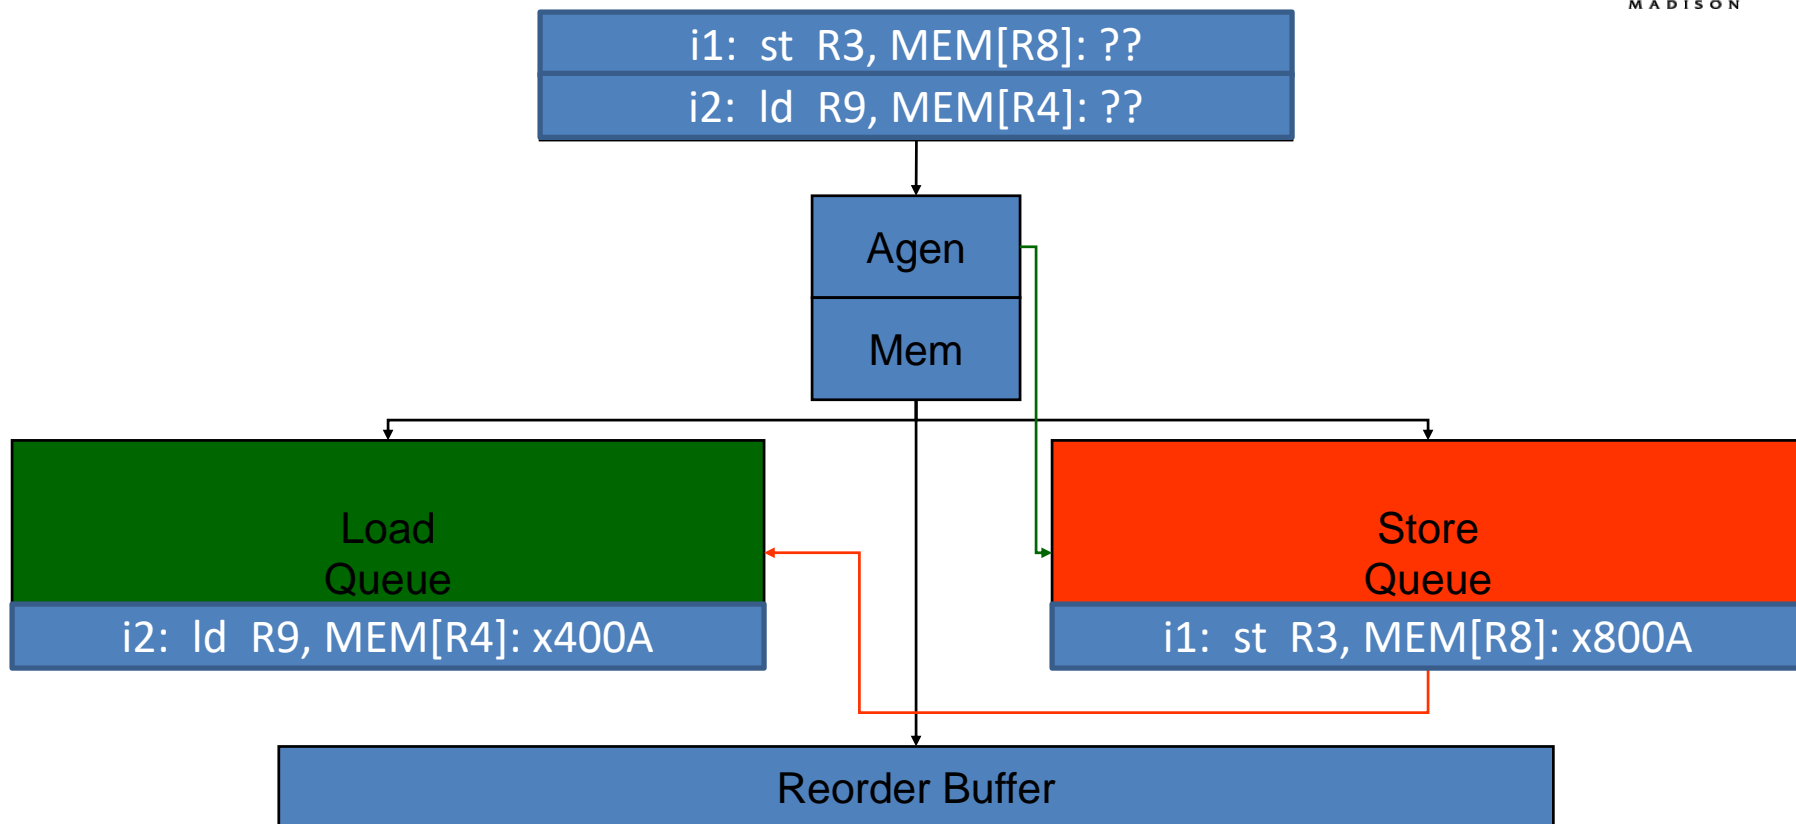 MADISON
i1: st R3, MEM[R8]: ??
i2: ld R9, MEM[R4]: ??
Agen
Mem
Load
Queue
Store
Queue
i2: ld R9, MEM[R4]: x400A
i1: st R3, MEM[R8]: x800A
Reorder Buffer